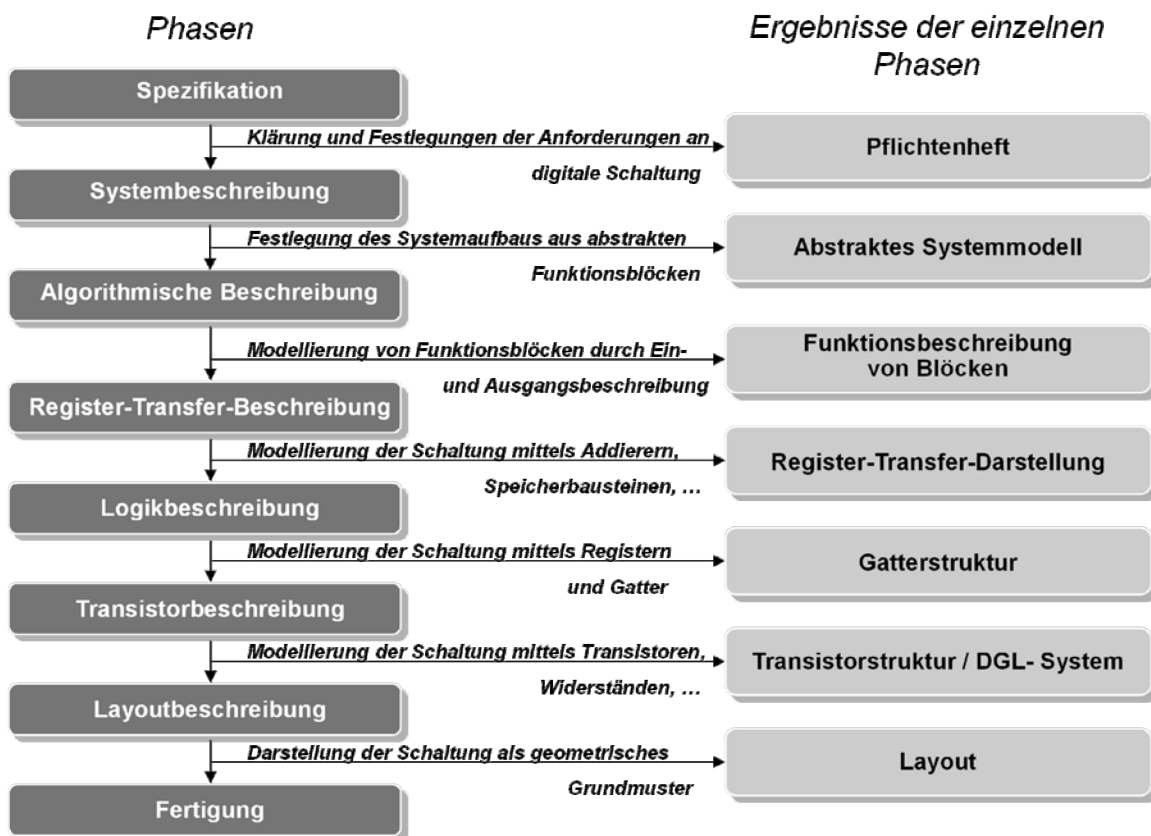 Phasen
Ergebnisse der einzelnen
Phasen
Spezifikation
Klärung und Festlegungen der Anforderungen an
digitale Schaltung
Pflichtenheft
Systembeschreibung
Festlegung des Systemaufbaus aus abstrakten
Funktionsblöcken
Abstraktes Systemmodell
Algorithmische Beschreibung
Modellierung von Funktionsblöcken durch Ein-
und Ausgangsbeschreibung
Funktionsbeschreibung
von Blöcken
Register-Transfer-Beschreibung
Modellierung der Schaltung mittels Addierern,
Speicherbausteinen, ...
Register-Transfer-Darstellung
Logikbeschreibung
Modellierung der Schaltung mittels Registern
und Gatter
Gatterstruktur
Transistorbeschreibung
Modellierung der Schaltung mittels Transistoren,
Widerständen, ...
Transistorstruktur / DGL- System
Layoutbeschreibung
Darstellung der Schaltung als geometrisches
Grundmuster
Layout
Fertigung